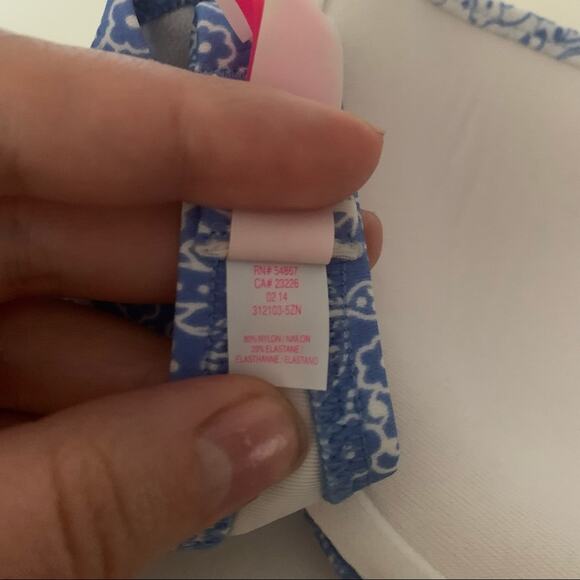 RN# 54867
CA# 23226
02 14
312103-5ZN
80% NYLON / NAILON
20% ELASTANE /
ELASTHANNE / ELASTANO